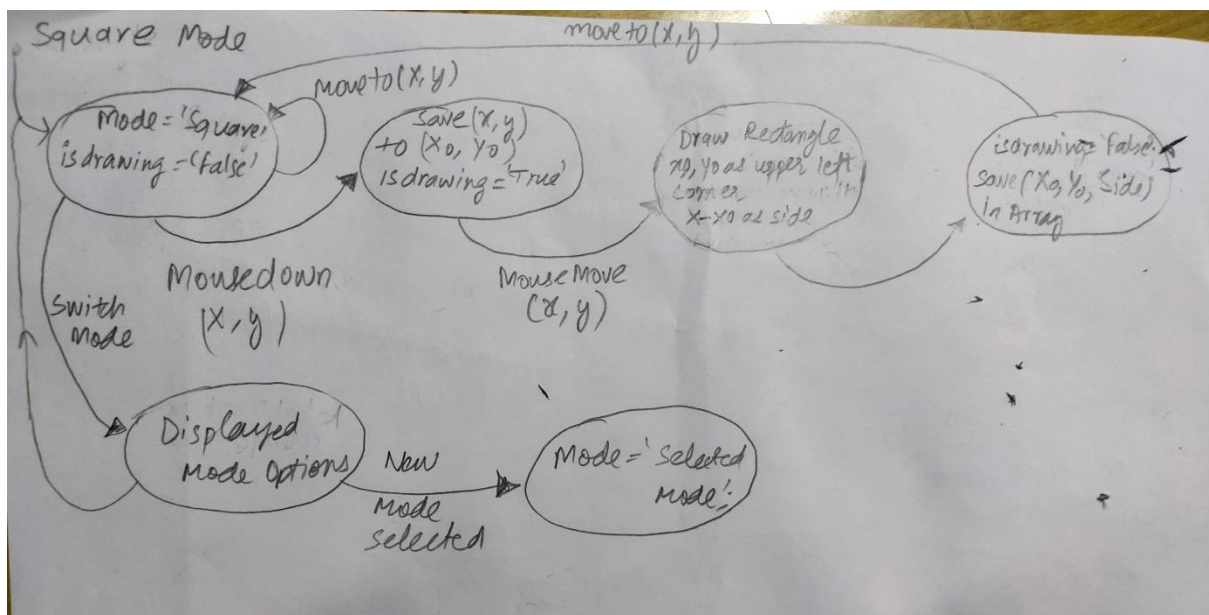 Square Mode
moveto(x, y)
moveto(x, y)
Mode = 'Square'
isdrawing = 'False'
Save (x, y)
to (x0, y0)
isdrawing = 'True'
Draw Rectangle
x0, y0 as upper left
corner
x-x0 as side
isdrawing = 'False'
save (x0, y0, Side)
in Array
Mousedown
(x, y)
Mouse Move
(x, y)
Switch
Mode
Displayed
Mode Options
New
Mode
selected
Mode = 'Selected
Mode';